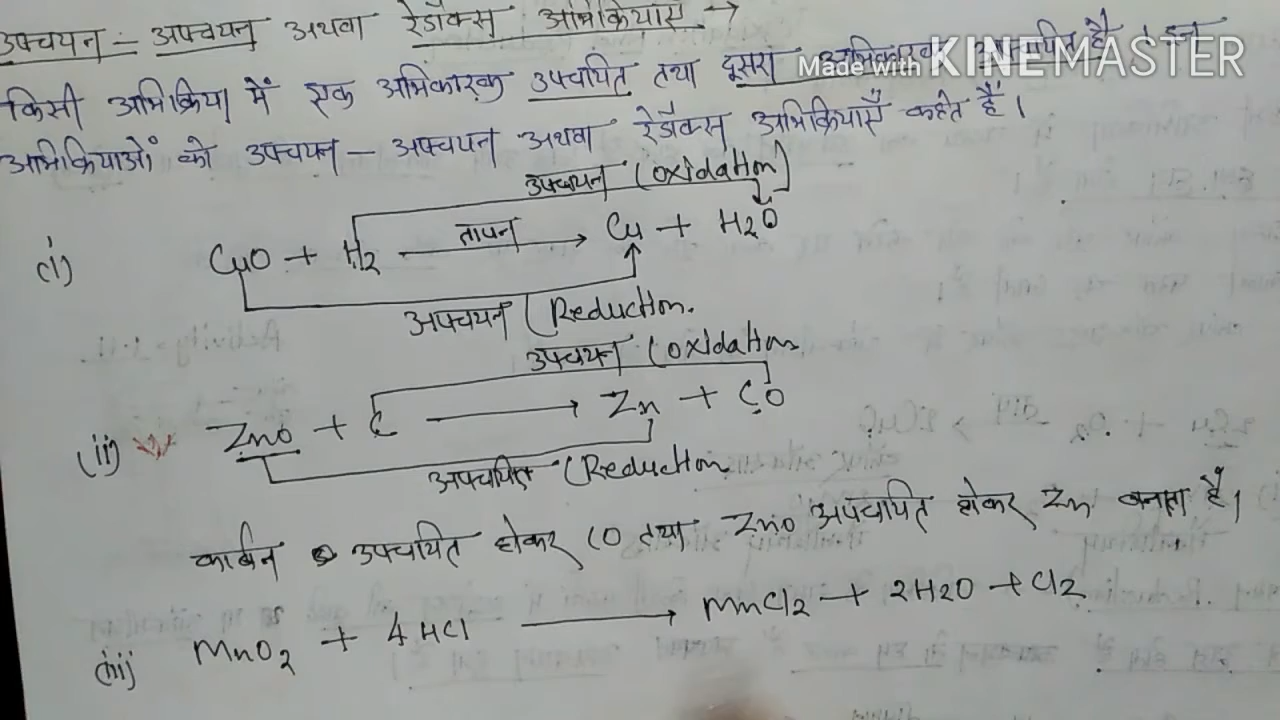 उपचयन - अपचयन अथवा रेडॉक्स अभिक्रियाएँ →
किसी अभिक्रिया में एक अभिकारक उपचयित तथा दूसरा अभिकारक अपचयित है। इन
Made with KINEMASTER
अभिक्रियाओं को उपचयन - अपचयन अथवा रेडॉक्स अभिक्रियाएँ कहते हैं।
उपचयन (Oxidation)
(i) CuO + H2 तापन → Cu + H2O
अपचयन (Reduction.
उपचयन (Oxidation
(ii) ZnO + C → Zn + CO
अपचयित (Reduction
कार्बन उपचयित होकर CO तथा ZnO अपचयित होकर Zn बनाता है।
(iii) MnO2 + 4HCl → MnCl2 + 2H2O + Cl2